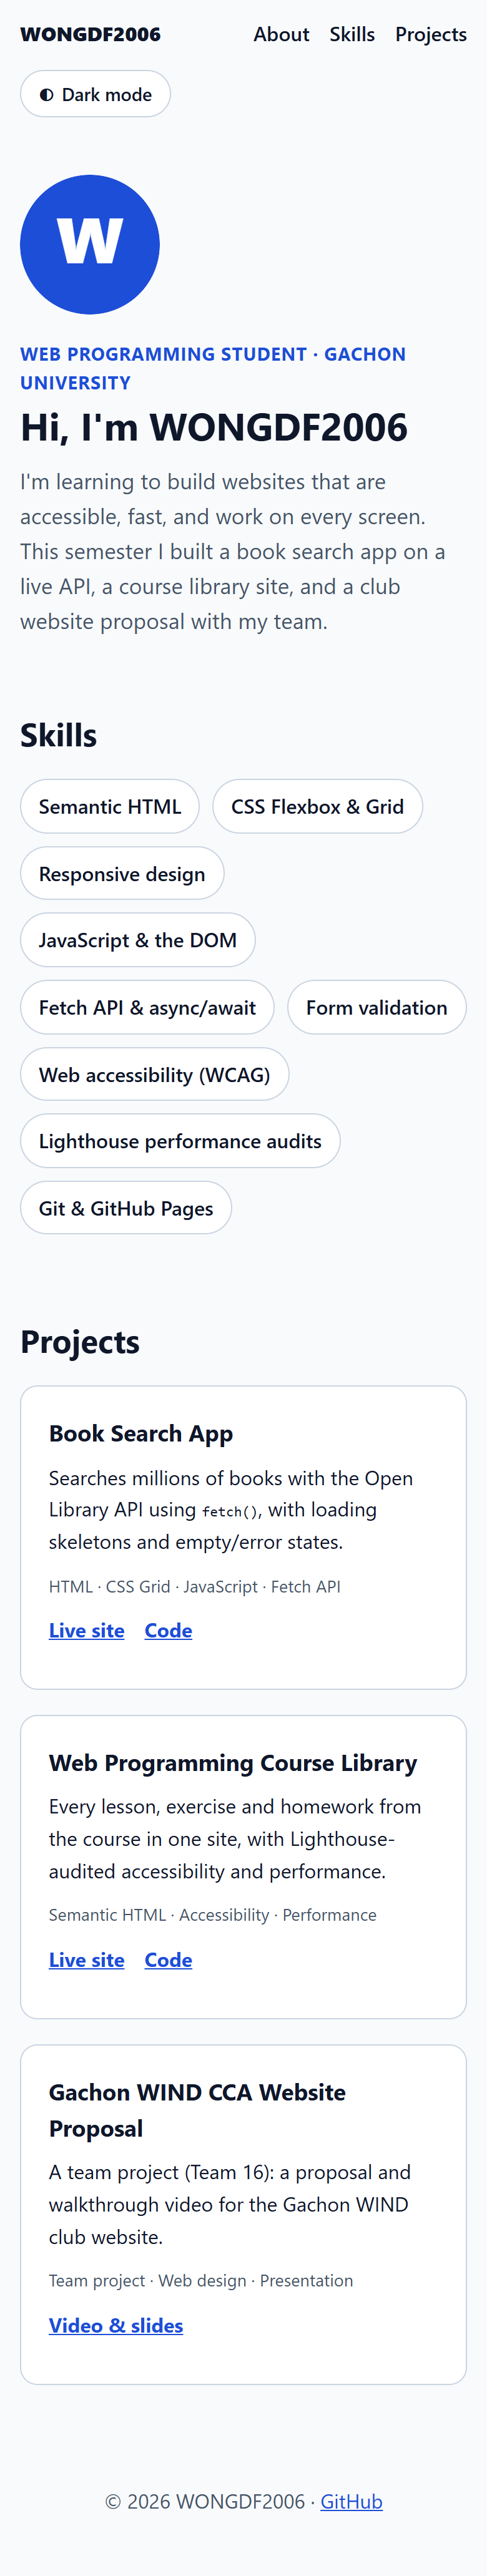 WONGDF2006
About Skills Projects
◐ Dark mode
W
WEB PROGRAMMING STUDENT · GACHON
UNIVERSITY
Hi, I'm WONGDF2006
I'm learning to build websites that are
accessible, fast, and work on every screen.
This semester I built a book search app on a
live API, a course library site, and a club
website proposal with my team.
Skills
Semantic HTML
CSS Flexbox & Grid
Responsive design
JavaScript & the DOM
Fetch API & async/await
Form validation
Web accessibility (WCAG)
Lighthouse performance audits
Git & GitHub Pages
Projects
Book Search App
Searches millions of books with the Open
Library API using fetch(), with loading
skeletons and empty/error states.
HTML · CSS Grid · JavaScript · Fetch API
Live site Code
Web Programming Course Library
Every lesson, exercise and homework from
the course in one site, with Lighthouse-
audited accessibility and performance.
Semantic HTML · Accessibility · Performance
Live site Code
Gachon WIND CCA Website
Proposal
A team project (Team 16): a proposal and
walkthrough video for the Gachon WIND
club website.
Team project · Web design · Presentation
Video & slides
© 2026 WONGDF2006 · GitHub